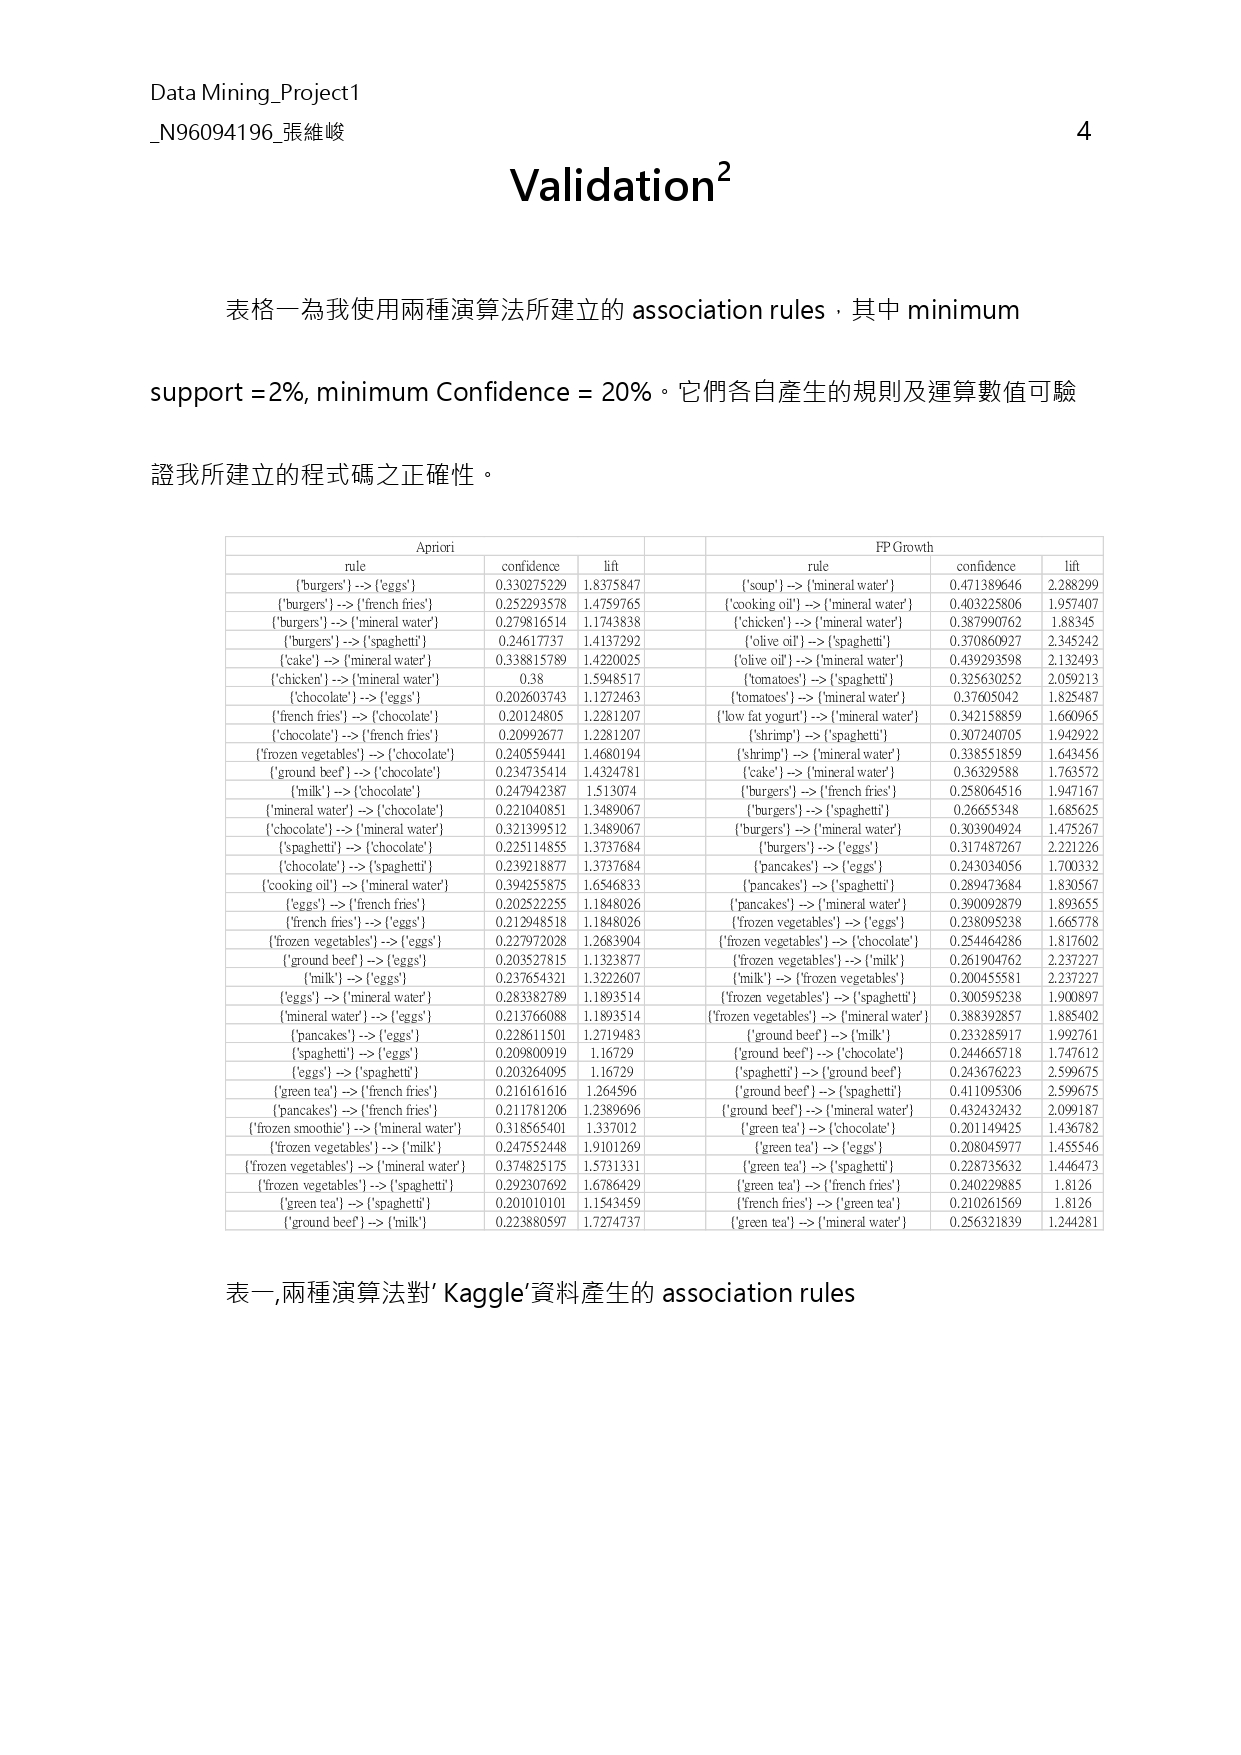 Data Mining_Project1
_N96094196_張維峻 4
Validation²
表格一為我使用兩種演算法所建立的 association rules，其中 minimum
support =2%, minimum Confidence = 20%。它們各自產生的規則及運算數值可驗
證我所建立的程式碼之正確性。
Apriori FP Growth
rule confidence lift rule confidence lift
{'burgers'} --> {'eggs'} 0.330275229 1.8375847 {'soup'} --> {'mineral water'} 0.471389646 2.288299
{'burgers'} --> {'french fries'} 0.252293578 1.4759765 {'cooking oil'} --> {'mineral water'} 0.403225806 1.957407
{'burgers'} --> {'mineral water'} 0.279816514 1.1743838 {'chicken'} --> {'mineral water'} 0.387990762 1.88345
{'burgers'} --> {'spaghetti'} 0.24617737 1.4137292 {'olive oil'} --> {'spaghetti'} 0.370860927 2.345242
{'cake'} --> {'mineral water'} 0.338815789 1.4220025 {'olive oil'} --> {'mineral water'} 0.439293598 2.132493
{'chicken'} --> {'mineral water'} 0.38 1.5948517 {'tomatoes'} --> {'spaghetti'} 0.325630252 2.059213
{'chocolate'} --> {'eggs'} 0.202603743 1.1272463 {'tomatoes'} --> {'mineral water'} 0.37605042 1.825487
{'french fries'} --> {'chocolate'} 0.20124805 1.2281207 {'low fat yogurt'} --> {'mineral water'} 0.342158859 1.660965
{'chocolate'} --> {'french fries'} 0.20992677 1.2281207 {'shrimp'} --> {'spaghetti'} 0.307240705 1.942922
{'frozen vegetables'} --> {'chocolate'} 0.240559441 1.4680194 {'shrimp'} --> {'mineral water'} 0.338551859 1.643456
{'ground beef'} --> {'chocolate'} 0.234735414 1.4324781 {'cake'} --> {'mineral water'} 0.36329588 1.763572
{'milk'} --> {'chocolate'} 0.247942387 1.513074 {'burgers'} --> {'french fries'} 0.258064516 1.947167
{'mineral water'} --> {'chocolate'} 0.221040851 1.3489067 {'burgers'} --> {'spaghetti'} 0.26655348 1.685625
{'chocolate'} --> {'mineral water'} 0.321399512 1.3489067 {'burgers'} --> {'mineral water'} 0.303904924 1.475267
{'spaghetti'} --> {'chocolate'} 0.225114855 1.3737684 {'burgers'} --> {'eggs'} 0.317487267 2.221226
{'chocolate'} --> {'spaghetti'} 0.239218877 1.3737684 {'pancakes'} --> {'eggs'} 0.243034056 1.700332
{'cooking oil'} --> {'mineral water'} 0.394255875 1.6546833 {'pancakes'} --> {'spaghetti'} 0.289473684 1.830567
{'eggs'} --> {'french fries'} 0.202522255 1.1848026 {'pancakes'} --> {'mineral water'} 0.390092879 1.893655
{'french fries'} --> {'eggs'} 0.212948518 1.1848026 {'frozen vegetables'} --> {'eggs'} 0.238095238 1.665778
{'frozen vegetables'} --> {'eggs'} 0.227972028 1.2683904 {'frozen vegetables'} --> {'chocolate'} 0.254464286 1.817602
{'ground beef'} --> {'eggs'} 0.203527815 1.1323877 {'frozen vegetables'} --> {'milk'} 0.261904762 2.237227
{'milk'} --> {'eggs'} 0.237654321 1.3222607 {'milk'} --> {'frozen vegetables'} 0.200455581 2.237227
{'eggs'} --> {'mineral water'} 0.283382789 1.1893514 {'frozen vegetables'} --> {'spaghetti'} 0.300595238 1.900897
{'mineral water'} --> {'eggs'} 0.213766088 1.1893514 {'frozen vegetables'} --> {'mineral water'} 0.388392857 1.885402
{'pancakes'} --> {'eggs'} 0.228611501 1.2719483 {'ground beef'} --> {'milk'} 0.233285917 1.992761
{'spaghetti'} --> {'eggs'} 0.209800919 1.16729 {'ground beef'} --> {'chocolate'} 0.244665718 1.747612
{'eggs'} --> {'spaghetti'} 0.203264095 1.16729 {'spaghetti'} --> {'ground beef'} 0.243676223 2.599675
{'green tea'} --> {'french fries'} 0.216161616 1.264596 {'ground beef'} --> {'spaghetti'} 0.411095306 2.599675
{'pancakes'} --> {'french fries'} 0.211781206 1.2389696 {'ground beef'} --> {'mineral water'} 0.432432432 2.099187
{'frozen smoothie'} --> {'mineral water'} 0.318565401 1.337012 {'green tea'} --> {'chocolate'} 0.201149425 1.436782
{'frozen vegetables'} --> {'milk'} 0.247552448 1.9101269 {'green tea'} --> {'eggs'} 0.208045977 1.455546
{'frozen vegetables'} --> {'mineral water'} 0.374825175 1.5731331 {'green tea'} --> {'spaghetti'} 0.228735632 1.446473
{'frozen vegetables'} --> {'spaghetti'} 0.292307692 1.6786429 {'green tea'} --> {'french fries'} 0.240229885 1.8126
{'green tea'} --> {'spaghetti'} 0.201010101 1.1543459 {'french fries'} --> {'green tea'} 0.210261569 1.8126
{'ground beef'} --> {'milk'} 0.223880597 1.7274737 {'green tea'} --> {'mineral water'} 0.256321839 1.244281
表一,兩種演算法對’ Kaggle’資料產生的 association rules